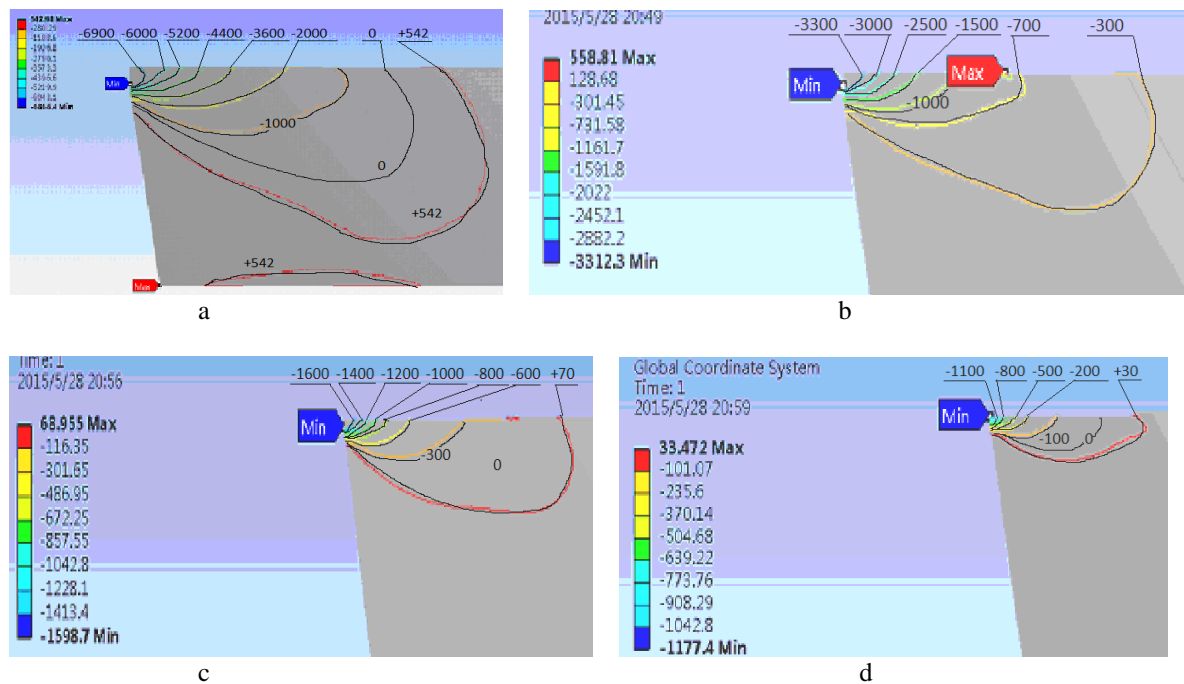 542.98 Max
-6900 -6000 -5200 -4400 -3600 -2000 0 +542
Min
-1000
0
+542
+542
Max
a
2015/5/28 20:49
-3300 -3000 -2500 -1500 -700 -300
558.81 Max
128.68
-301.45
-731.58
-1161.7
-1591.8
-2022
-2452.1
-2882.2
-3312.3 Min
Min
Max
-1000
b
Time: 1
2015/5/28 20:56
-1600 -1400 -1200 -1000 -800 -600 +70
68.955 Max
-116.35
-301.65
-486.95
-672.25
-857.55
-1042.8
-1228.1
-1413.4
-1598.7 Min
Min
-300
0
c
Global Coordinate System
Time: 1
2015/5/28 20:59
-1100 -800 -500 -200 +30
33.472 Max
-101.07
-235.6
-370.14
-504.68
-639.22
-773.76
-908.29
-1042.8
-1177.4 Min
Min
-100 0
d